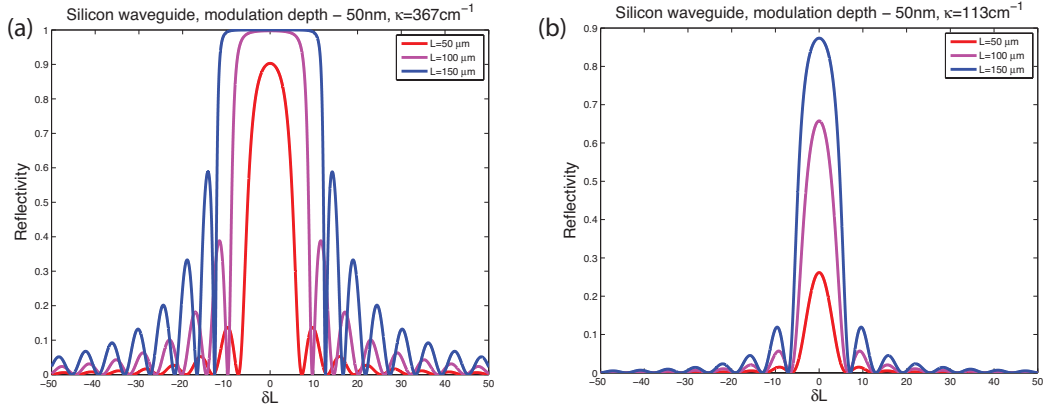 (a)
Silicon waveguide, modulation depth − 50nm, κ=367cm⁻¹
L=50 μm
L=100 μm
L=150 μm
1
0.9
0.8
0.7
0.6
0.5
0.4
0.3
0.2
0.1
0
Reflectivity
−50 −40 −30 −20 −10 0 10 20 30 40 50
δL
(b)
Silicon waveguide, modulation depth − 50nm, κ=113cm⁻¹
L=50 μm
L=100 μm
L=150 μm
0.9
0.8
0.7
0.6
0.5
0.4
0.3
0.2
0.1
0
Reflectivity
−50 −40 −30 −20 −10 0 10 20 30 40 50
δL